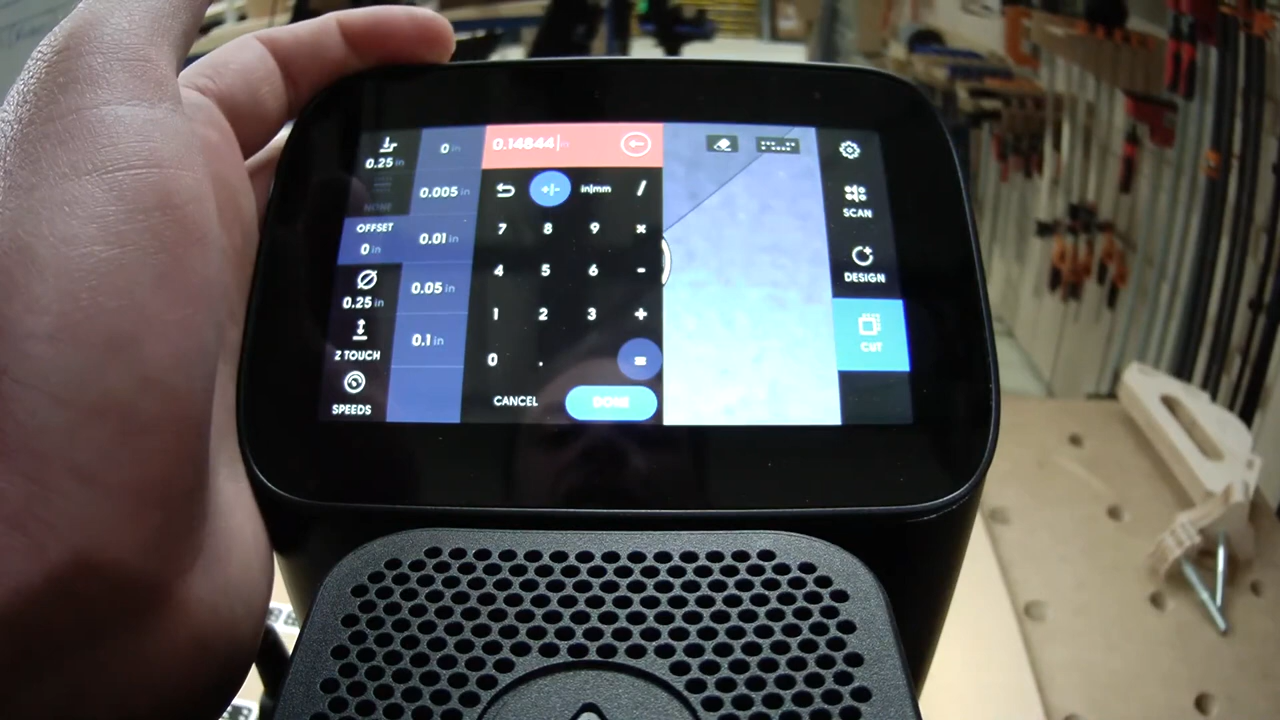 0.25 in
NONE
OFFSET
0 in
0.25 in
Z TOUCH
SPEEDS
0 in
0.005 in
0.01 in
0.05 in
0.1 in
0.14844 in
+/- in|mm /
7 8 9 ×
4 5 6 -
1 2 3 +
0 . =
CANCEL DONE
SCAN
DESIGN
CUT